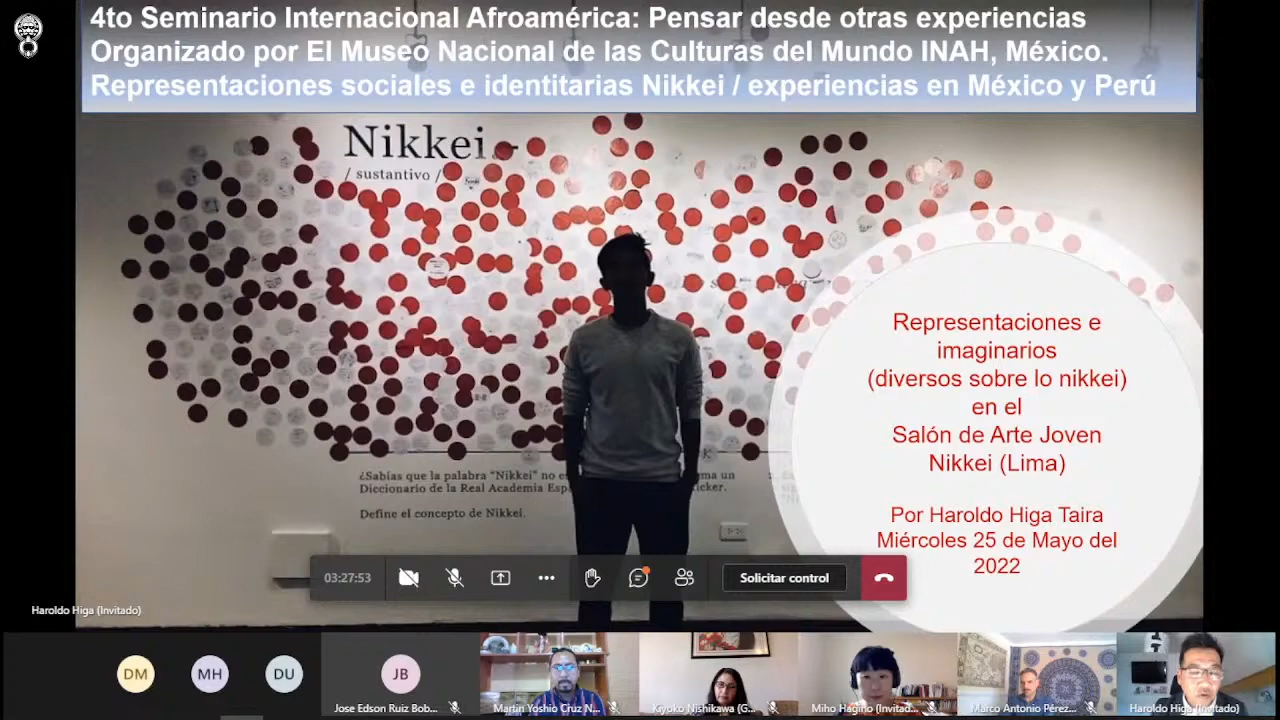 4to Seminario Internacional Afroamérica: Pensar desde otras experiencias
Organizado por El Museo Nacional de las Culturas del Mundo INAH, México.
Representaciones sociales e identitarias Nikkei / experiencias en México y Perú
Nikkei.-
/ sustantivo /
¿Sabías que la palabra "Nikkei" no
Diccionario de la Real Academia
Define el concepto de Nikkei.
Representaciones e
imaginarios
(diversos sobre lo nikkei)
en el
Salón de Arte Joven
Nikkei (Lima)
Por Haroldo Higa Taira
Miércoles 25 de Mayo del
2022
03:27:53
Solicitar control
Haroldo Higa (Invitado)
DM
MH
DU
JB
Jose Edson Ruiz Bob...
Martin Yoshio Cruz N...
Kiyoko Nishikawa (G...
Miho Hagino (Invitad...
Marco Antonio Pérez...
Haroldo Higa (Invitado)